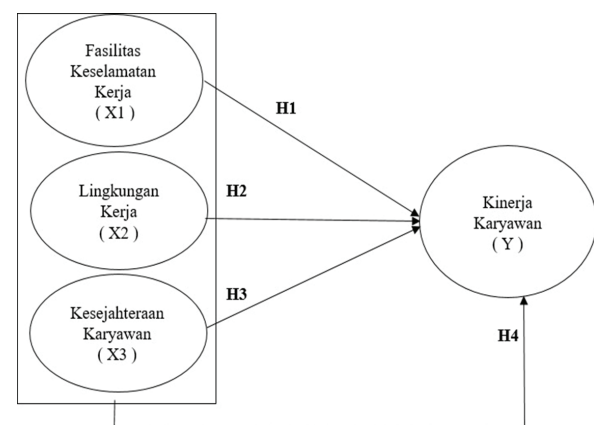 Fasilitas
Keselamatan
Kerja
( X1 )
H1
Lingkungan
Kerja
( X2 )
H2
Kinerja
Karyawan
( Y )
H3
Kesejahteraan
Karyawan
( X3 )
H4